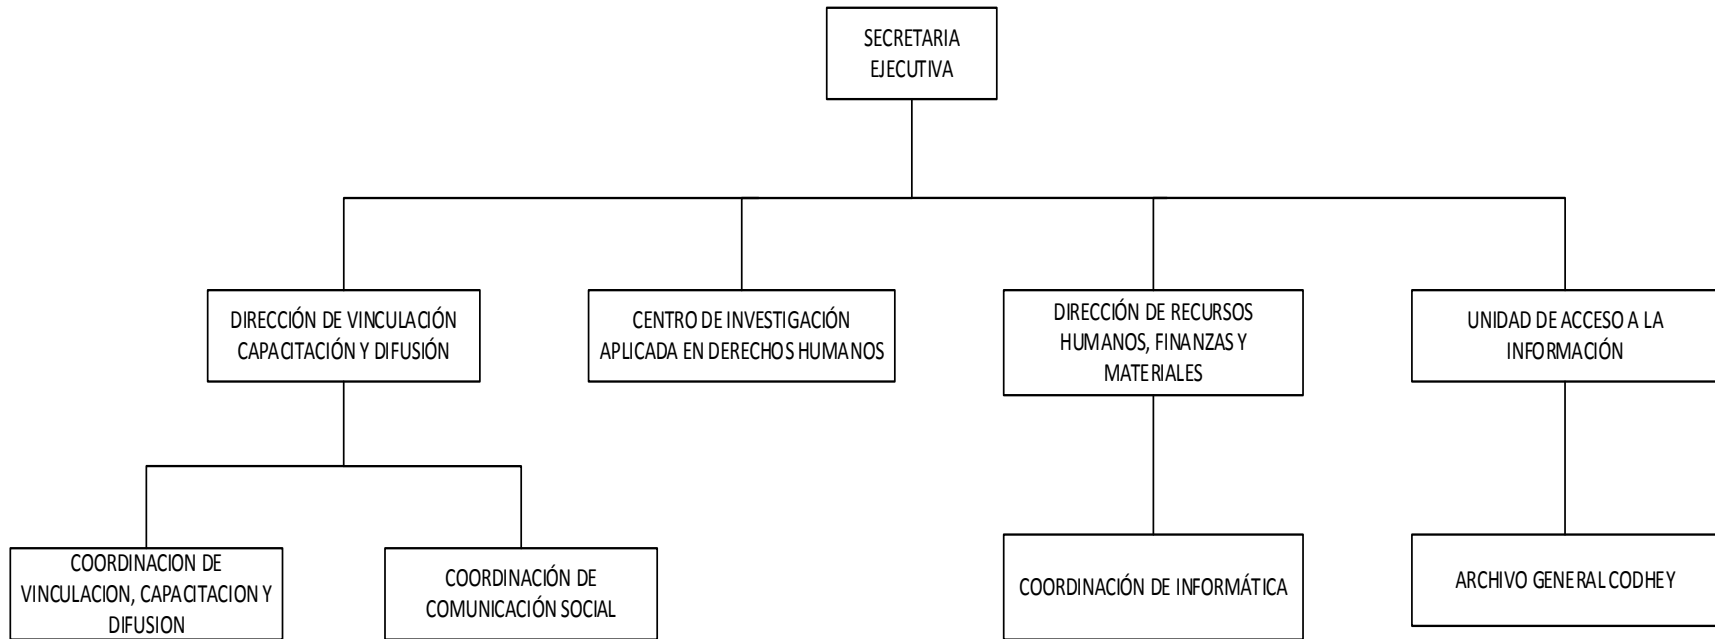 SECRETARIA
EJECUTIVA
DIRECCIÓN DE VINCULACIÓN
CAPACITACIÓN Y DIFUSIÓN
CENTRO DE INVESTIGACIÓN
APLICADA EN DERECHOS HUMANOS
DIRECCIÓN DE RECURSOS
HUMANOS, FINANZAS Y
MATERIALES
UNIDAD DE ACCESO A LA
INFORMACIÓN
COORDINACION DE
VINCULACION, CAPACITACION Y
DIFUSION
COORDINACIÓN DE
COMUNICACIÓN SOCIAL
COORDINACIÓN DE INFORMÁTICA
ARCHIVO GENERAL CODHEY